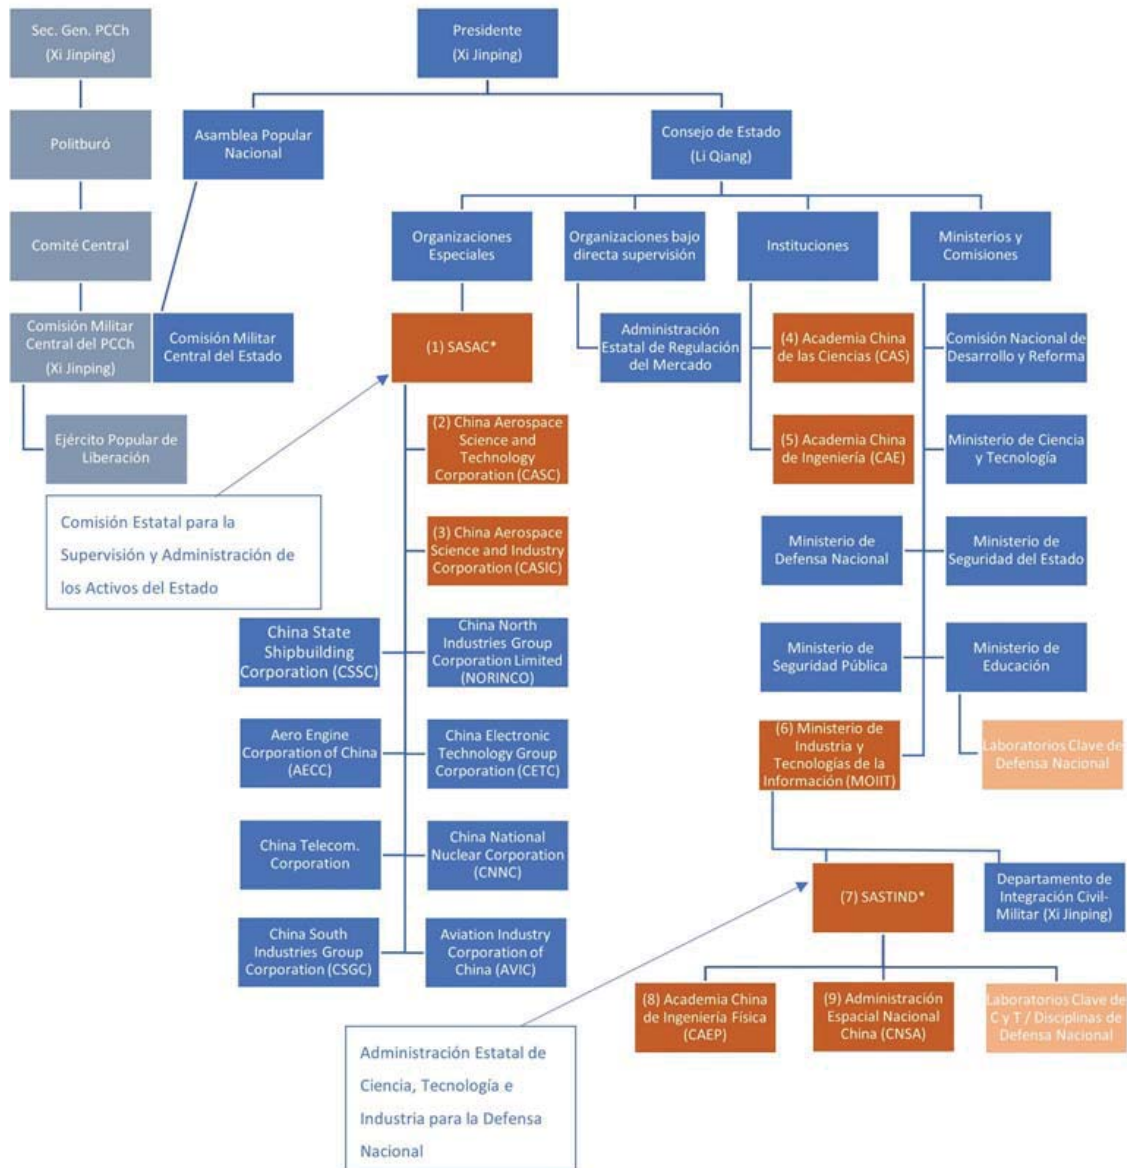 Sec. Gen. PCCh
(Xi Jinping)
Presidente
(Xi Jinping)
Politburó
Asamblea Popular
Nacional
Consejo de Estado
(Li Qiang)
Comité Central
Organizaciones
Especiales
Organizaciones bajo
directa supervisión
Instituciones
Ministerios y
Comisiones
Comisión Militar
Central del PCCh
(Xi Jinping)
Comisión Militar
Central del Estado
(1) SASAC*
Administración
Estatal de Regulación
del Mercado
(4) Academia China
de las Ciencias (CAS)
Comisión Nacional de
Desarrollo y Reforma
Ejército Popular de
Liberación
(2) China Aerospace
Science and
Technology
Corporation (CASC)
(5) Academia China
de Ingeniería (CAE)
Ministerio de Ciencia
y Tecnología
Comisión Estatal para la
Supervisión y Administración de
los Activos del Estado
(3) China Aerospace
Science and Industry
Corporation (CASIC)
Ministerio de
Defensa Nacional
Ministerio de
Seguridad del Estado
China State
Shipbuilding
Corporation (CSSC)
China North
Industries Group
Corporation Limited
(NORINCO)
Ministerio de
Seguridad Pública
Ministerio de
Educación
Aero Engine
Corporation of China
(AECC)
China Electronic
Technology Group
Corporation (CETC)
(6) Ministerio de
Industria y
Tecnologías de la
Información (MOIIT)
Laboratorios Clave de
Defensa Nacional
China Telecom.
Corporation
China National
Nuclear Corporation
(CNNC)
(7) SASTIND*
Departamento de
Integración Civil-
Militar (Xi Jinping)
China South
Industries Group
Corporation (CSGC)
Aviation Industry
Corporation of
China (AVIC)
(8) Academia China
de Ingeniería Física
(CAEP)
(9) Administración
Espacial Nacional
China (CNSA)
Laboratorios Clave de
C y T / Disciplinas de
Defensa Nacional
Administración Estatal de
Ciencia, Tecnología e
Industria para la Defensa
Nacional